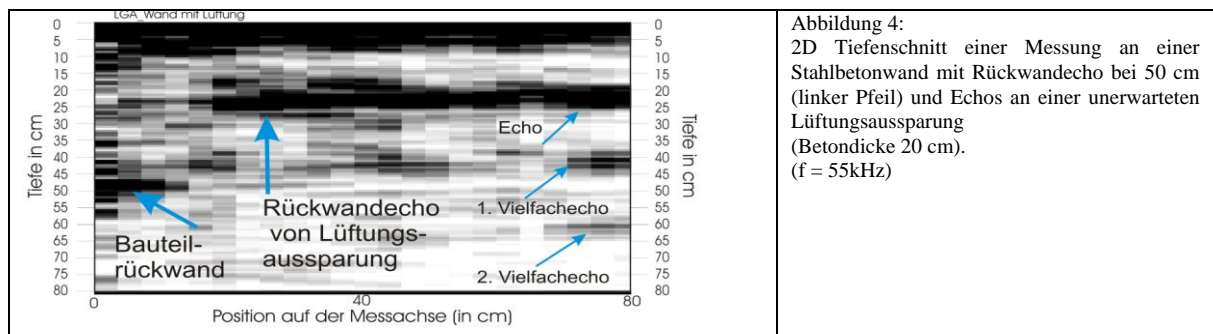 LGA_Wand mit Lüftung
0
5
10
15
20
25
30
35
40
45
50
55
60
65
70
75
80
Tiefe in cm
Bauteil-
rückwand
Rückwandecho
von Lüftungs-
aussparung
Echo
1. Vielfachecho
2. Vielfachecho
0
5
10
15
20
25
30
35
40
45
50
55
60
65
70
75
80
Tiefe in cm
0 40 80
Position auf der Messachse (in cm)
Abbildung 4:
2D Tiefenschnitt einer Messung an einer
Stahlbetonwand mit Rückwandecho bei 50 cm
(linker Pfeil) und Echos an einer unerwarteten
Lüftungsaussparung
(Betondicke 20 cm).
(f = 55kHz)